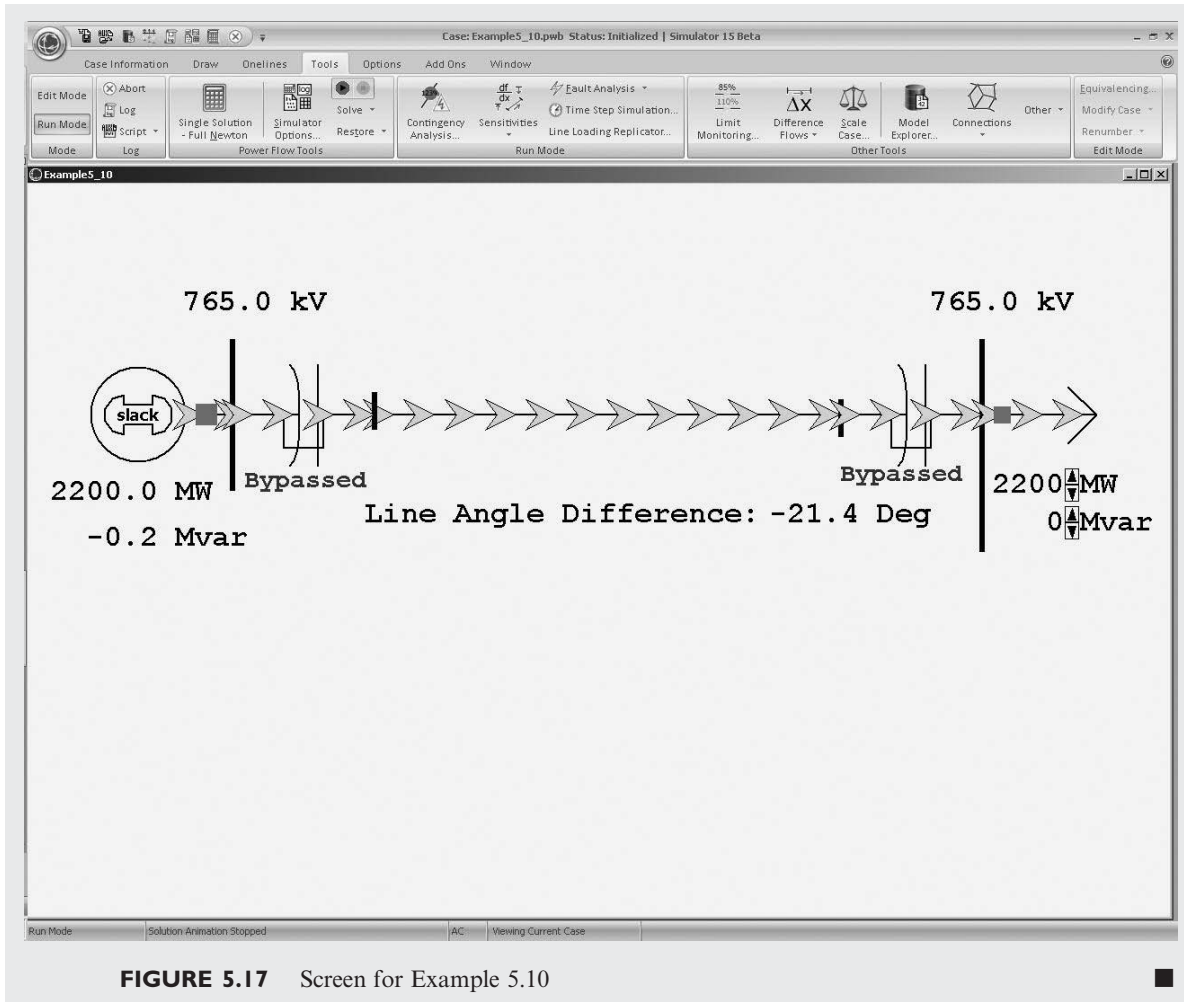 Case: Example5_10.pwb Status: Initialized | Simulator 15 Beta
Case Information Draw Onelines Tools Options Add Ons Window
Edit Mode
Run Mode
Mode
Abort
Log
Script
Log
Single Solution - Full Newton
Simulator Options...
Solve
Restore
Power Flow Tools
Contingency Analysis...
Sensitivities
Fault Analysis
Time Step Simulation...
Line Loading Replicator...
Run Mode
85%
110%
Limit Monitoring...
ΔX
Difference Flows
Scale Case...
Model Explorer...
Connections
Other
Other Tools
Equivalencing...
Modify Case
Renumber
Edit Mode
Example5_10
765.0 kV
765.0 kV
slack
Bypassed
Bypassed
2200.0 MW
2200 MW
Line Angle Difference: -21.4 Deg
0 Mvar
-0.2 Mvar
Run Mode Solution Animation Stopped AC Viewing Current Case
FIGURE 5.17 Screen for Example 5.10